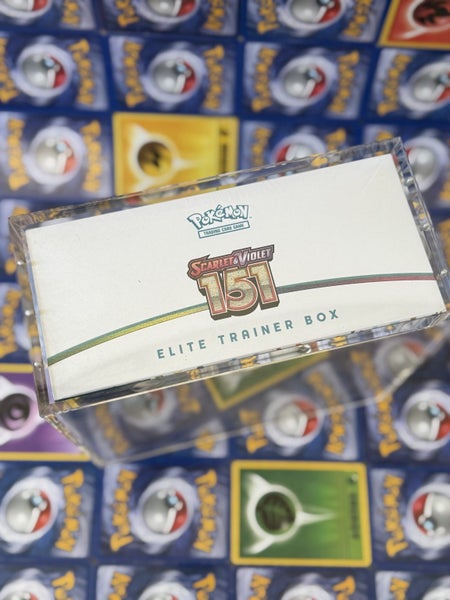 POKéMON
TRADING CARD GAME
SCARLET & VIOLET
151
ELITE TRAINER BOX